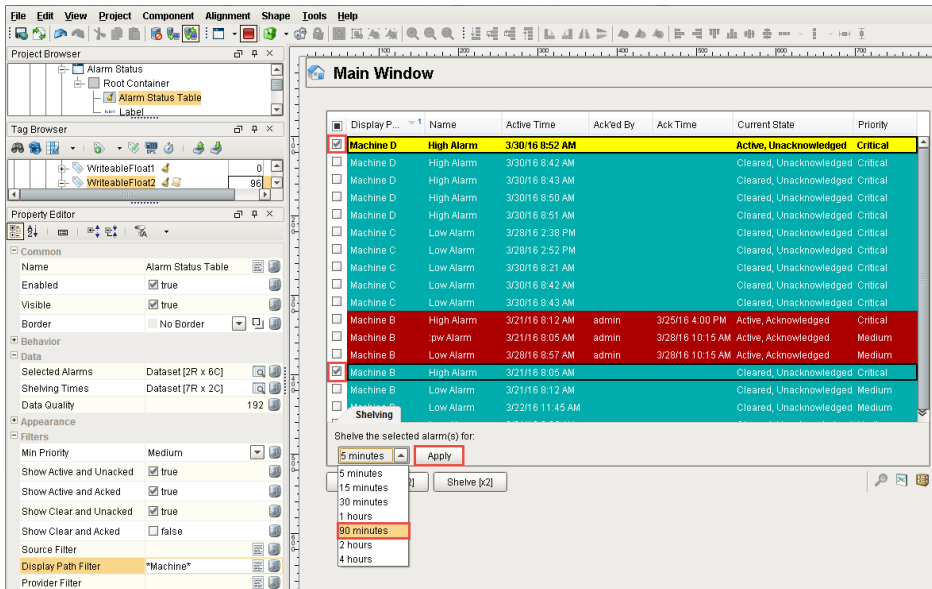 File Edit View Project Component Alignment Shape Tools Help
Project Browser
Alarm Status
Root Container
Alarm Status Table
Label
Tag Browser
WriteableFloat1 0
WriteableFloat2 96
Property Editor
Common
Name Alarm Status Table
Enabled true
Visible true
Border No Border
Behavior
Data
Selected Alarms Dataset [2R x 6C]
Shelving Times Dataset [7R x 2C]
Data Quality 192
Appearance
Filters
Min Priority Medium
Show Active and Unacked true
Show Active and Acked true
Show Clear and Unacked true
Show Clear and Acked false
Source Filter
Display Path Filter *Machine*
Provider Filter
100 200 300 400 500 600 700
Main Window
Display P... 1 Name Active Time Ack'ed By Ack Time Current State Priority
Machine D High Alarm 3/30/16 8:52 AM Active, Unacknowledged Critical
Machine D High Alarm 3/30/16 8:42 AM Cleared, Unacknowledged Critical
Machine D High Alarm 3/30/16 8:43 AM Cleared, Unacknowledged Critical
Machine D High Alarm 3/30/16 8:50 AM Cleared, Unacknowledged Critical
Machine D High Alarm 3/30/16 8:51 AM Cleared, Unacknowledged Critical
Machine C Low Alarm 3/28/16 2:38 PM Cleared, Unacknowledged Critical
Machine C Low Alarm 3/28/16 2:52 PM Cleared, Unacknowledged Critical
Machine C Low Alarm 3/30/16 8:21 AM Cleared, Unacknowledged Critical
Machine C Low Alarm 3/30/16 8:42 AM Cleared, Unacknowledged Critical
Machine C Low Alarm 3/30/16 8:43 AM Cleared, Unacknowledged Critical
Machine B High Alarm 3/21/16 8:12 AM admin 3/25/16 4:00 PM Active, Acknowledged Critical
Machine B :pw Alarm 3/21/16 8:05 AM admin 3/28/16 10:15 AM Active, Acknowledged Medium
Machine B Low Alarm 3/28/16 8:57 AM admin 3/28/16 10:15 AM Active, Acknowledged Medium
Machine B High Alarm 3/21/16 8:05 AM Cleared, Unacknowledged Critical
Machine B Low Alarm 3/21/16 8:12 AM Cleared, Unacknowledged Medium
Low Alarm 3/22/16 11:45 AM Cleared, Unacknowledged Medium
Shelving
Shelve the selected alarm(s) for:
5 minutes Apply
5 minutes
15 minutes
30 minutes
1 hours
90 minutes
2 hours
4 hours
2] Shelve [x2]